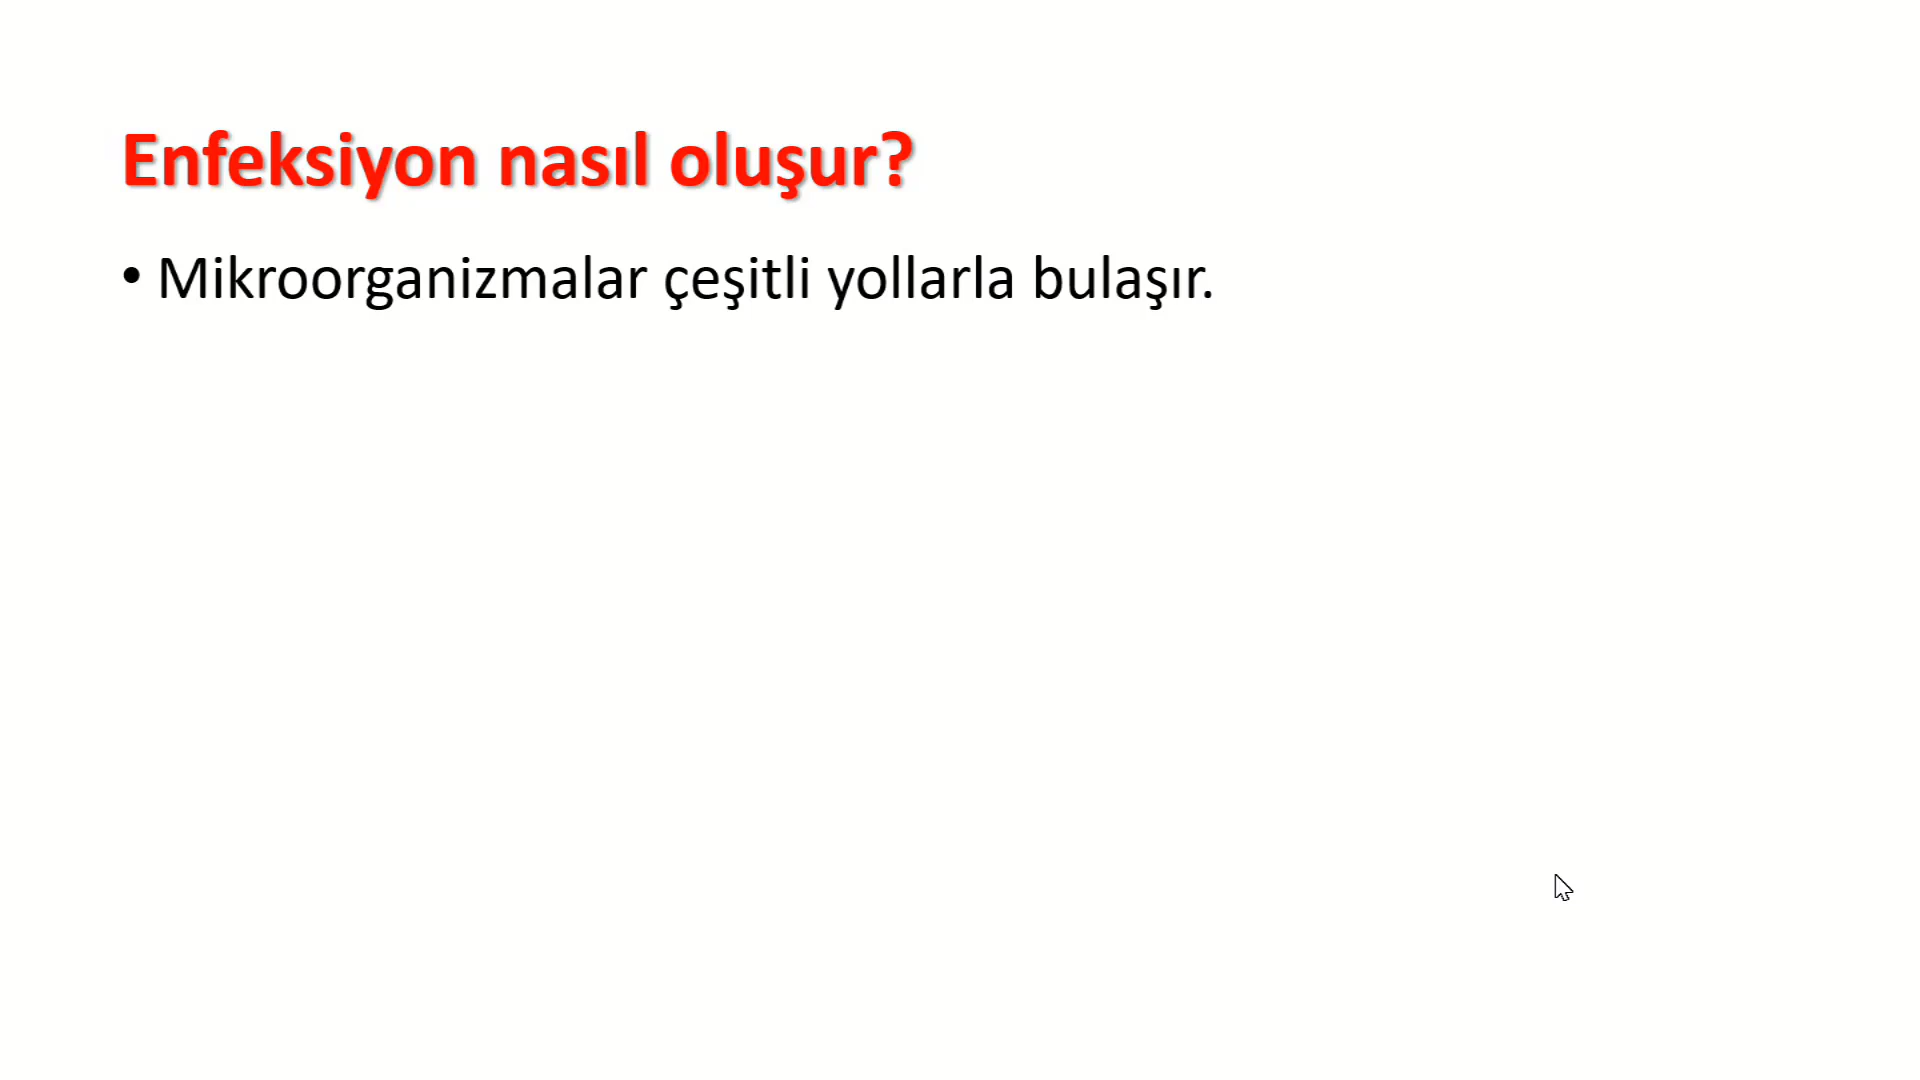 Enfeksiyon nasıl oluşur?
• Mikroorganizmalar çeşitli yollarla bulaşır.